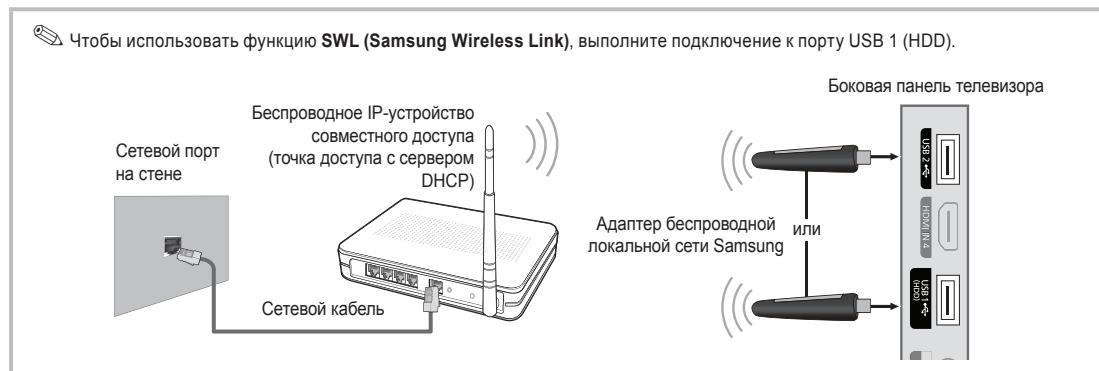 Чтобы использовать функцию SWL (Samsung Wireless Link), выполните подключение к порту USB 1 (HDD).
Боковая панель телевизора
Беспроводное IP-устройство
совместного доступа
(точка доступа с сервером
DHCP)
Сетевой порт
на стене
Адаптер беспроводной
локальной сети Samsung
или
Сетевой кабель
USB 2
HDMI IN 4
USB 1
(HDD)